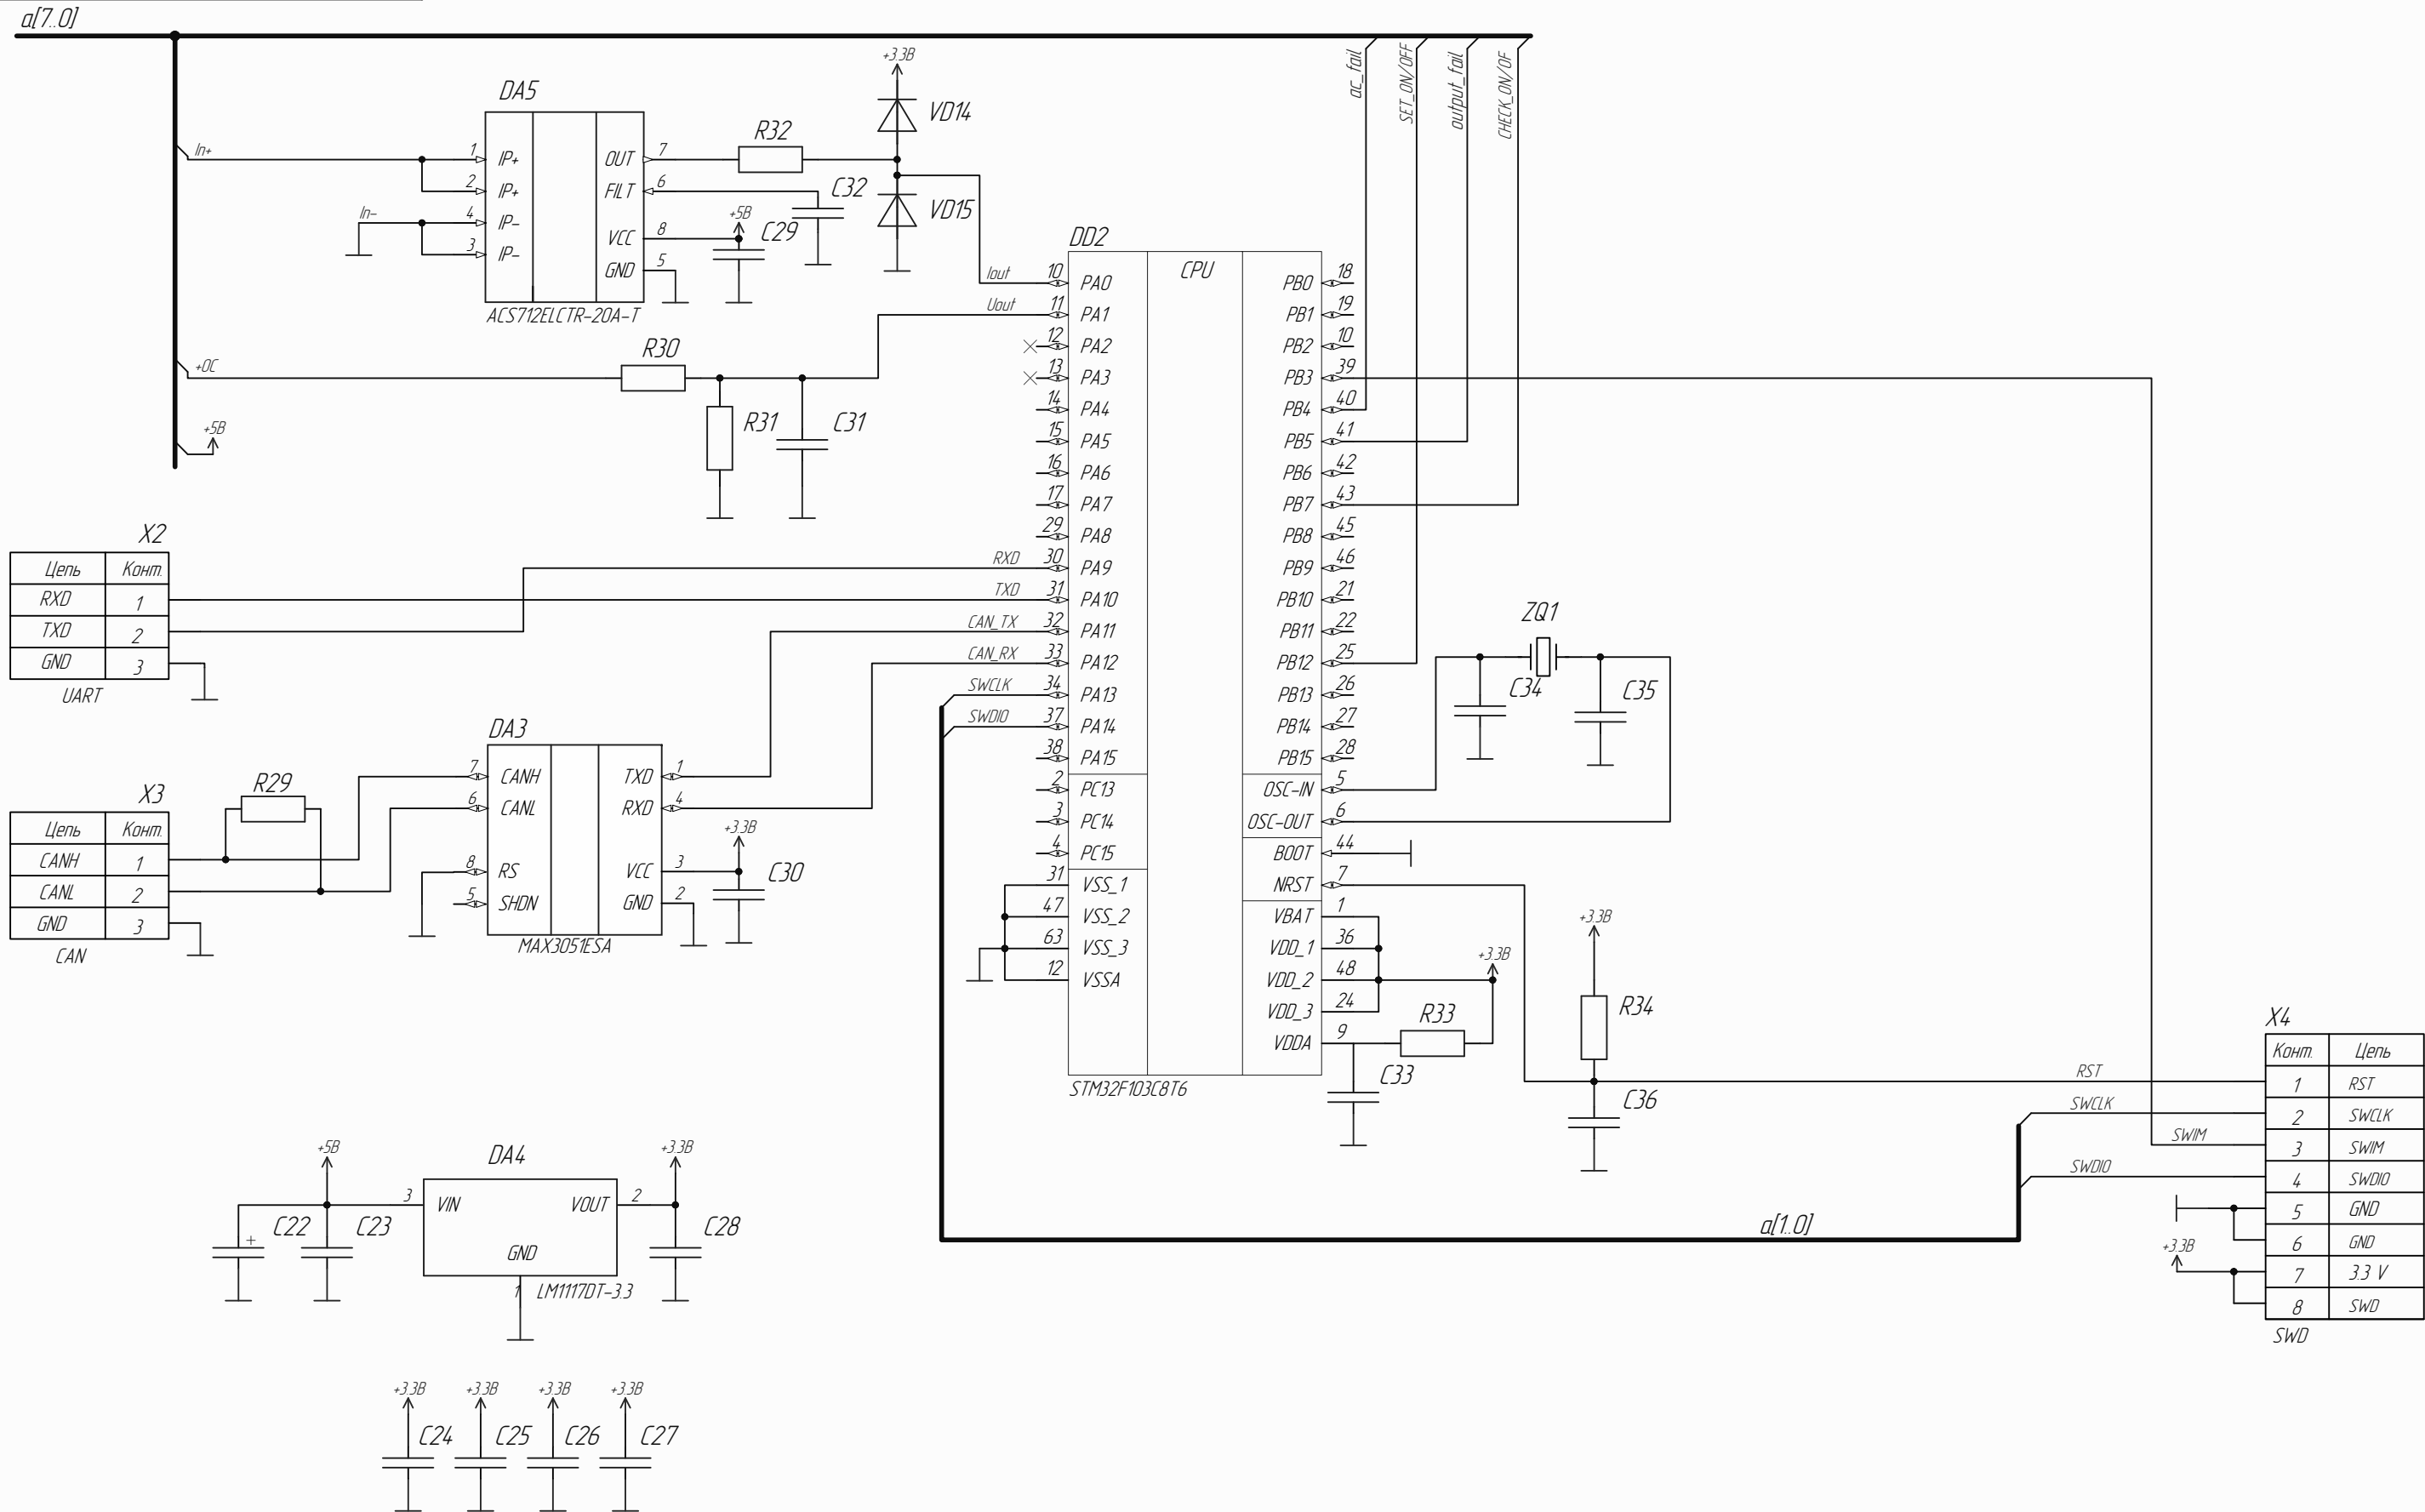 a[7..0]
ac_fail
SET_ON/OFF
output_fail
CHECK_ON/OF
+3.3В
VD14
VD15
DA5
In+
In-
1 IP+
2 IP+
4 IP-
3 IP-
OUT 7
FILT 6
VCC 8
GND 5
ACS712ELCTR-20A-T
R32
C32
+5В
C29
+OC
R30
R31
C31
+5В
Iout
Uout
RXD
TXD
CAN_TX
CAN_RX
SWCLK
SWDIO
DD2
CPU
10 PA0
11 PA1
12 PA2
13 PA3
14 PA4
15 PA5
16 PA6
17 PA7
29 PA8
30 PA9
31 PA10
32 PA11
33 PA12
34 PA13
37 PA14
38 PA15
2 PC13
3 PC14
4 PC15
31 VSS_1
47 VSS_2
63 VSS_3
12 VSSA
PB0 18
PB1 19
PB2 10
PB3 39
PB4 40
PB5 41
PB6 42
PB7 43
PB8 45
PB9 46
PB10 21
PB11 22
PB12 25
PB13 26
PB14 27
PB15 28
OSC-IN 5
OSC-OUT 6
BOOT 44
NRST 7
VBAT 1
VDD_1 36
VDD_2 48
VDD_3 24
VDDA 9
STM32F103C8T6
ZQ1
C34
C35
+3.3В
R33
C33
+3.3В
R34
C36
X2
Цепь Конт.
RXD 1
TXD 2
GND 3
UART
X3
Цепь Конт.
CANH 1
CANL 2
GND 3
CAN
R29
DA3
7 CANH
6 CANL
8 RS
5 SHDN
TXD 1
RXD 4
VCC 3
GND 2
MAX3051ESA
+3.3В
C30
+5В
C22
+
C23
DA4
3 VIN
VOUT 2
GND
1
LM1117DT-3.3
+3.3В
C28
+3.3В
C24
+3.3В
C25
+3.3В
C26
+3.3В
C27
a[1..0]
RST
SWCLK
SWIM
SWDIO
+3.3В
X4
Конт. Цепь
1 RST
2 SWCLK
3 SWIM
4 SWDIO
5 GND
6 GND
7 3.3 V
8 SWD
SWD